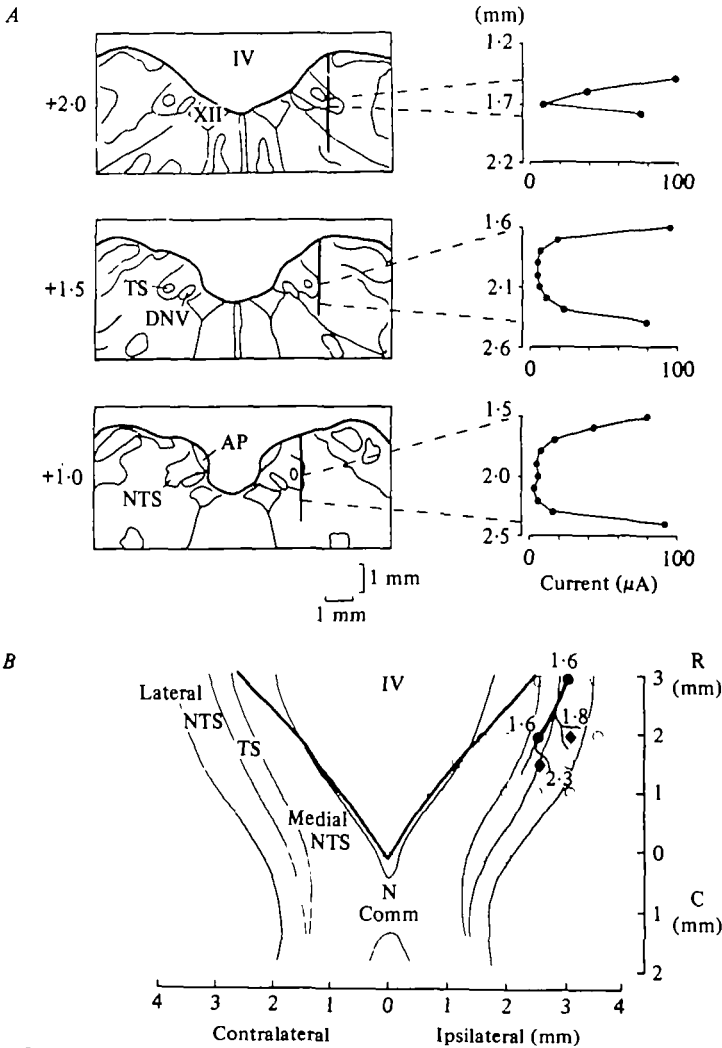 A
(mm)
IV
XII
+2·0
1·2
1·7
2·2
0
100
TS
DNV
+1·5
1·6
2·1
2·6
0
100
AP
NTS
+1·0
1·5
2·0
2·5
0
100
Current (μA)
1 mm
1 mm
B
Lateral
NTS
TS
Medial
NTS
IV
N
Comm
1·6
1·6
1·8
2·3
R
(mm)
3
2
1
0
C
(mm)
1
2
4 3 2 1 0 1 2 3 4
Contralateral Ipsilateral (mm)